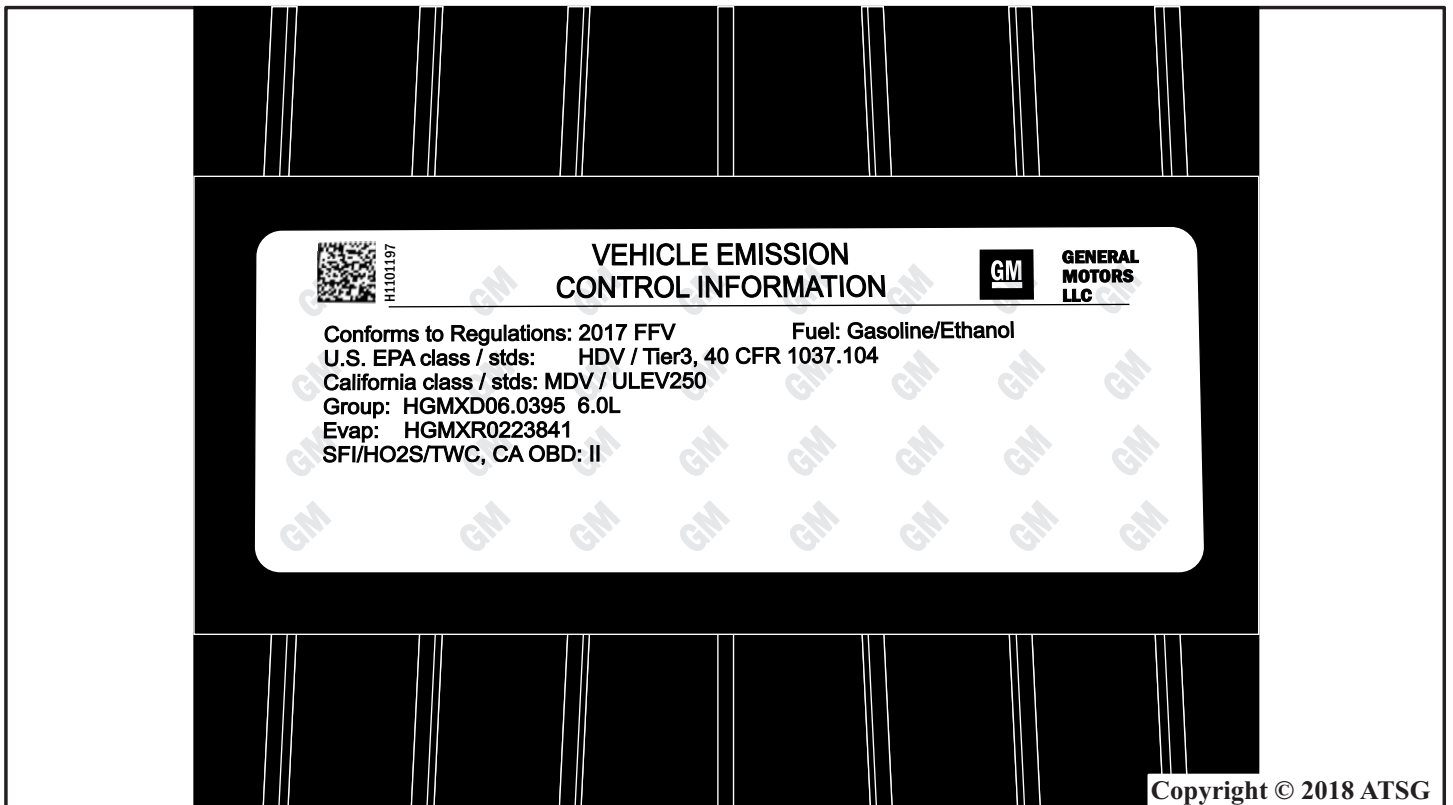 H1101197
VEHICLE EMISSION
CONTROL INFORMATION
GM
GENERAL
MOTORS
LLC
Conforms to Regulations: 2017 FFV Fuel: Gasoline/Ethanol
U.S. EPA class / stds: HDV / Tier3, 40 CFR 1037.104
California class / stds: MDV / ULEV250
Group: HGMXD06.0395 6.0L
Evap: HGMXR0223841
SFI/HO2S/TWC, CA OBD: II
Copyright © 2018 ATSG